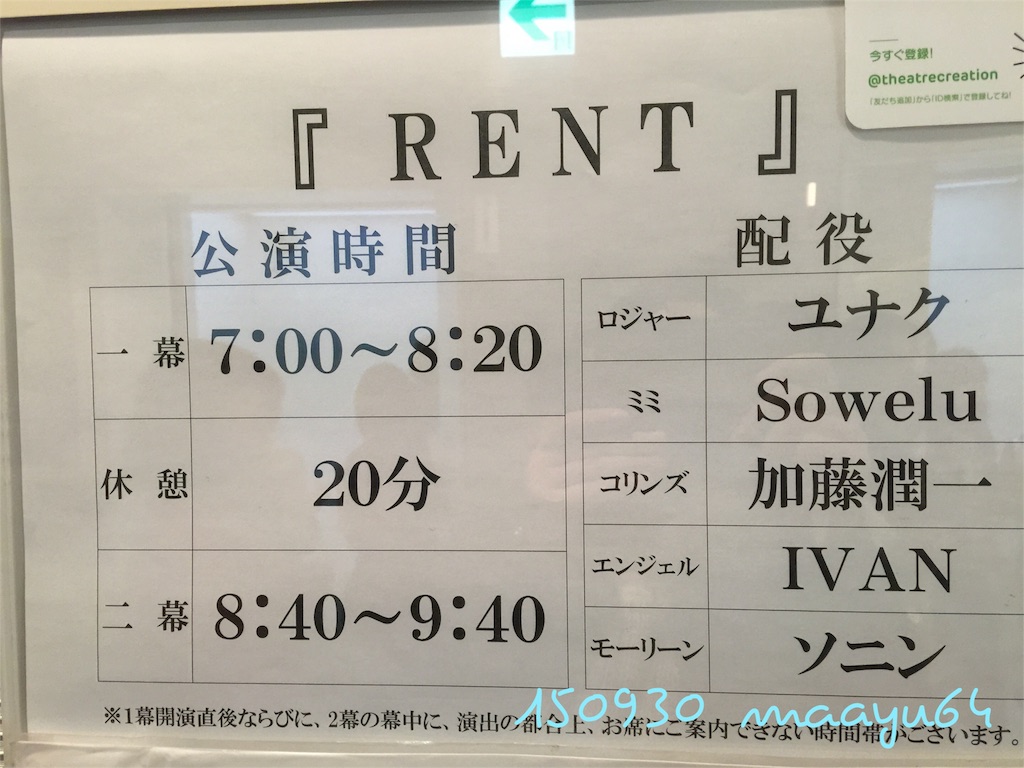 今すぐ登録!
@theatrecreation
「友だち追加」から「ID検索」で登録してね!
『 RENT 』
公演時間
一 幕 7:00～8:20
休 憩 20分
二 幕 8:40～9:40
配役
ロジャー ユナク
ミミ Sowelu
コリンズ 加藤潤一
エンジェル IVAN
モーリーン ソニン
※1幕開演直後ならびに、2幕の幕中に、演出の都合上、お席にご案内できない時間帯がございます。
150930 maayu64